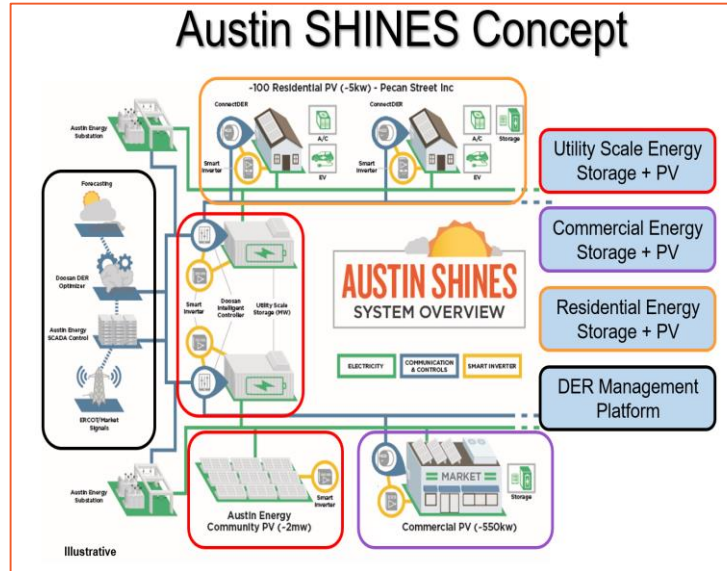 Austin SHINES Concept
~100 Residential PV (~5kw) - Pecan Street Inc
ConnectDER
ConnectDER
Austin Energy
Substation
A/C
A/C
Storage
Smart
Inverter
EV
Smart
Inverter
EV
Utility Scale Energy
Storage + PV
Forecasting
Commercial Energy
Storage + PV
Doosan DER
Optimizer
Smart
Inverter
Doosan
Intelligent
Controller
Utility Scale
Storage (MW)
AUSTIN SHINES
SYSTEM OVERVIEW
Residential Energy
Storage + PV
Austin Energy
SCADA Control
ELECTRICITY
COMMUNICATION
& CONTROLS
SMART INVERTER
DER Management
Platform
ERCOT/Market
Signals
Austin Energy
Substation
Smart
Inverter
MARKET
Storage
Austin Energy
Community PV (~2mw)
Commercial PV (~550kw)
Illustrative